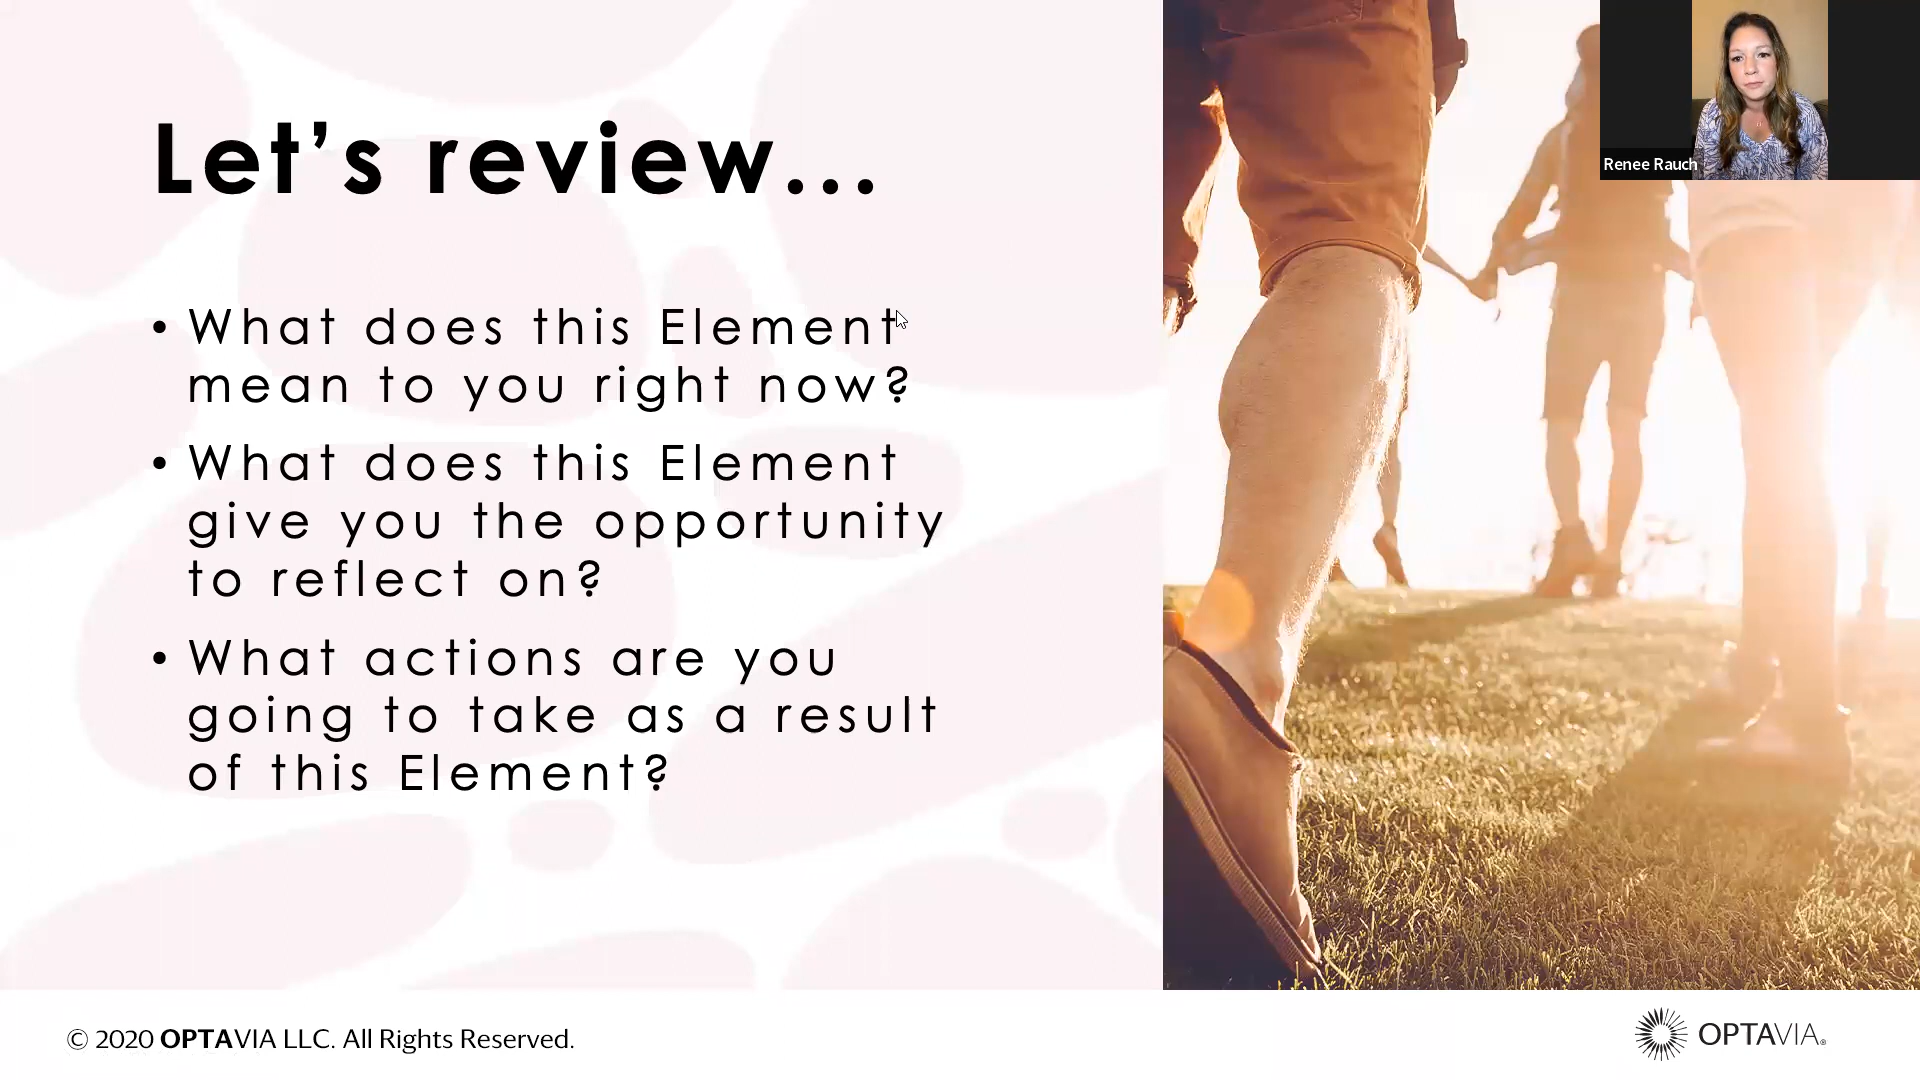 Let’s review...
• What does this Element
mean to you right now?
• What does this Element
give you the opportunity
to reflect on?
• What actions are you
going to take as a result
of this Element?
Renee Rauch
© 2020 OPTAVIA LLC. All Rights Reserved.
OPTAVIA®